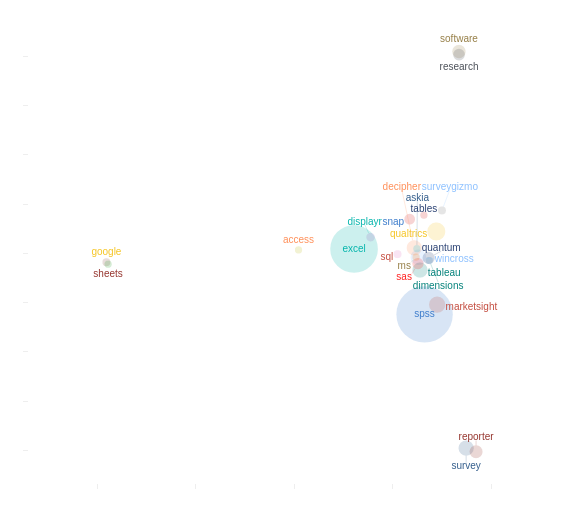 software
research
decipher surveygizmo
askia
tables
displayr snap
qualtrics
access
excel
quantum
google
sql
wincross
ms
sheets
sas
tableau
dimensions
marketsight
spss
reporter
survey